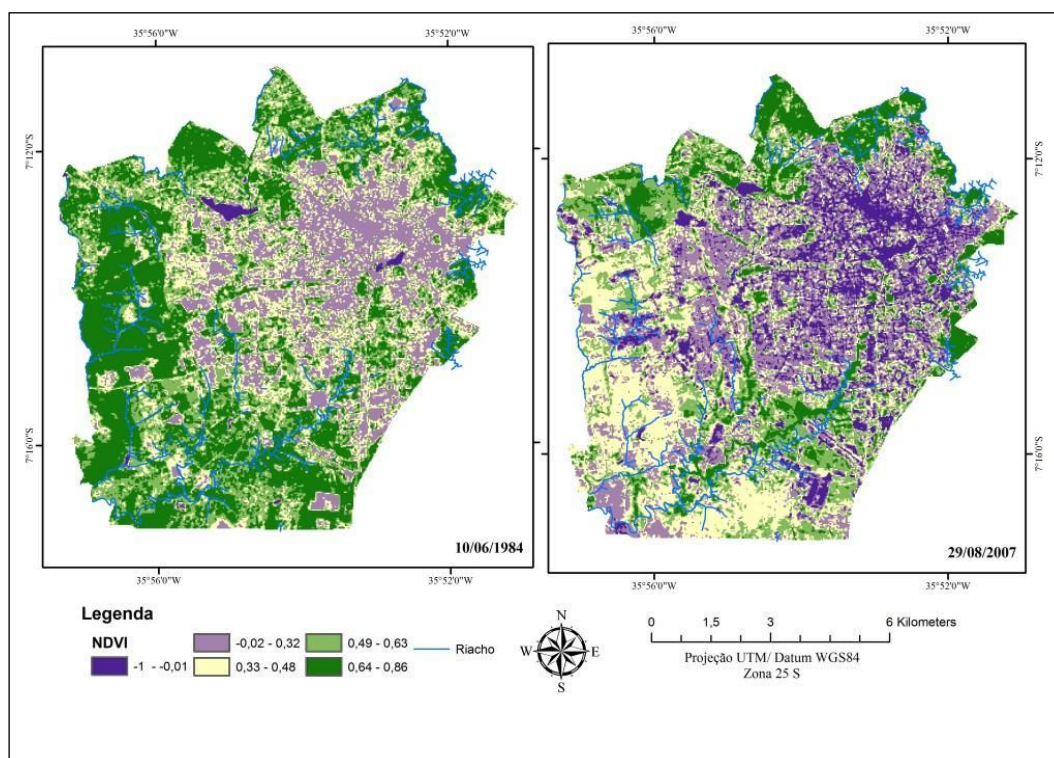 35°56'0"W 35°52'0"W 35°56'0"W 35°52'0"W
7°12'0"S 7°12'0"S
7°16'0"S 7°16'0"S
10/06/1984 29/08/2007
35°56'0"W 35°52'0"W 35°56'0"W 35°52'0"W
Legenda
NDVI
-1 - -0,01
-0,02 - 0,32
0,33 - 0,48
0,49 - 0,63
0,64 - 0,86
Riacho
N
W E
S
0 1,5 3 6 Kilometers
Projeção UTM/ Datum WGS84
Zona 25 S